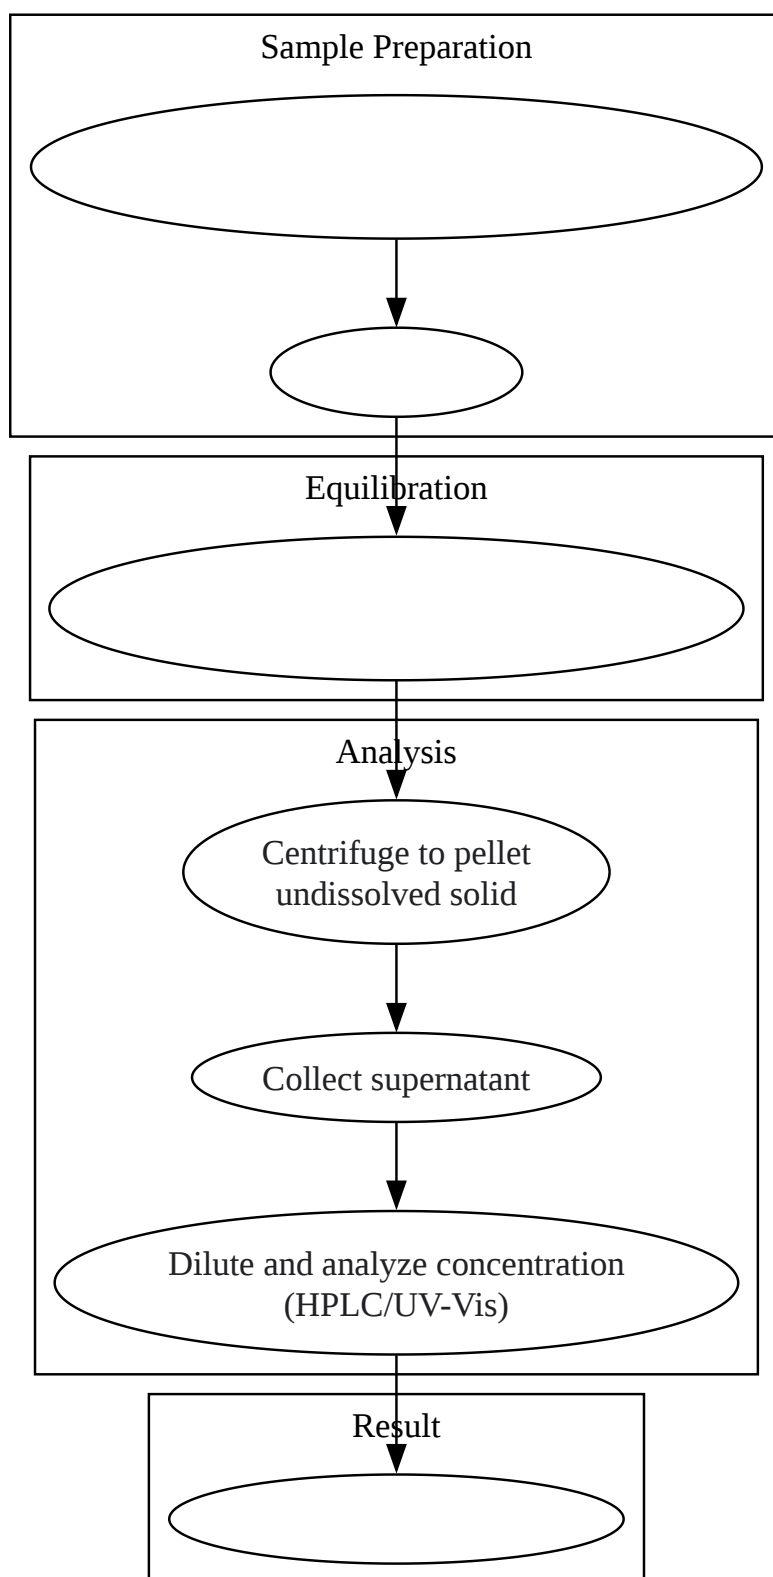 Sample Preparation
Equilibration
Analysis
Centrifuge to pellet
undissolved solid
Collect supernatant
Dilute and analyze concentration
(HPLC/UV-Vis)
Result